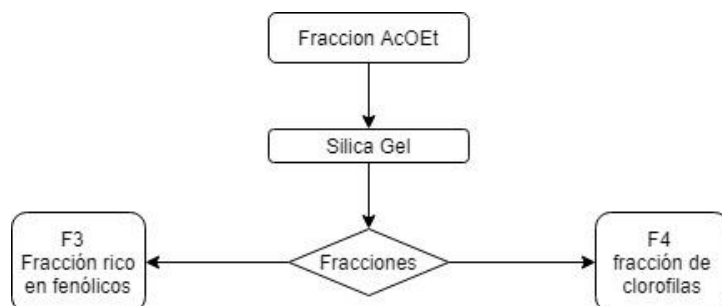 Fraccion AcOEt
Silica Gel
F3
Fracción rico
en fenólicos
Fracciones
F4
fracción de
clorofilas